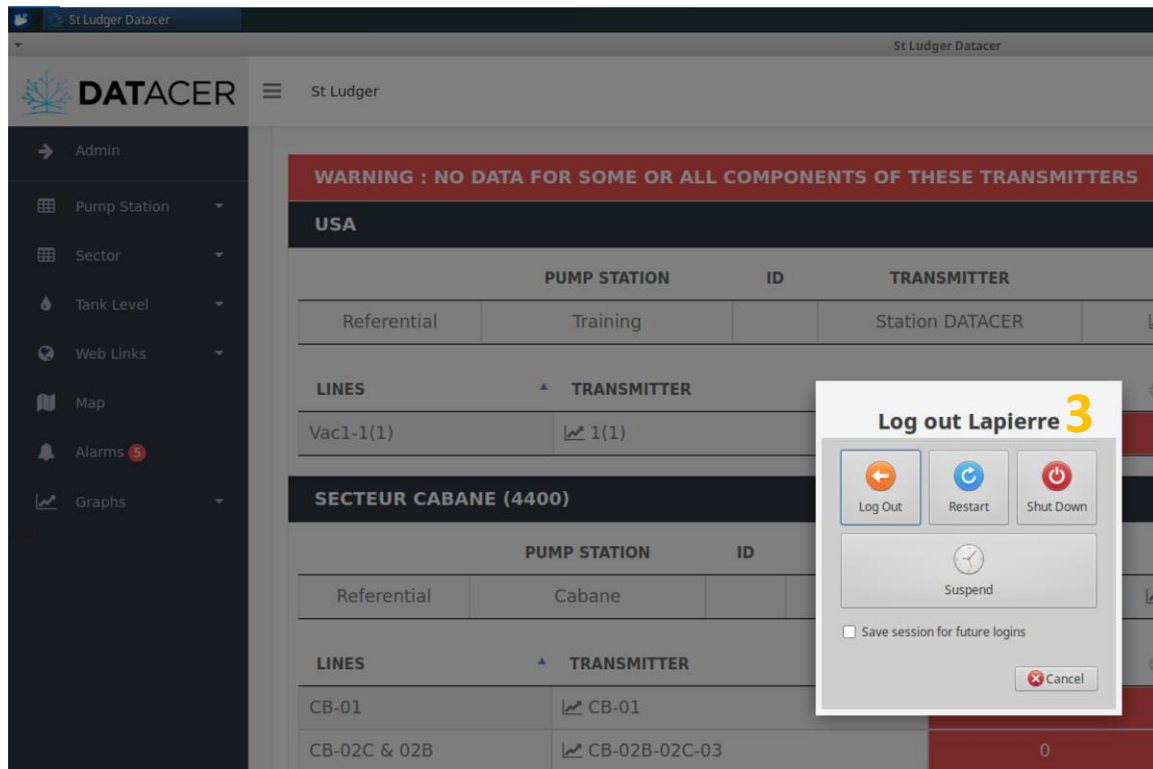 St Ludger Datacer
St Ludger Datacer
DATACER
St Ludger
Admin
Pump Station
Sector
Tank Level
Web Links
Map
Alarms 5
Graphs
WARNING : NO DATA FOR SOME OR ALL COMPONENTS OF THESE TRANSMITTERS
USA
PUMP STATION ID TRANSMITTER
Referential Training Station DATACER
LINES TRANSMITTER
Vac1-1(1) 1(1)
SECTEUR CABANE (4400)
PUMP STATION ID
Referential Cabane
LINES TRANSMITTER
CB-01 CB-01
CB-02C & 02B CB-02B-02C-03 0
Log out Lapierre 3
Log Out Restart Shut Down
Suspend
Save session for future logins
Cancel